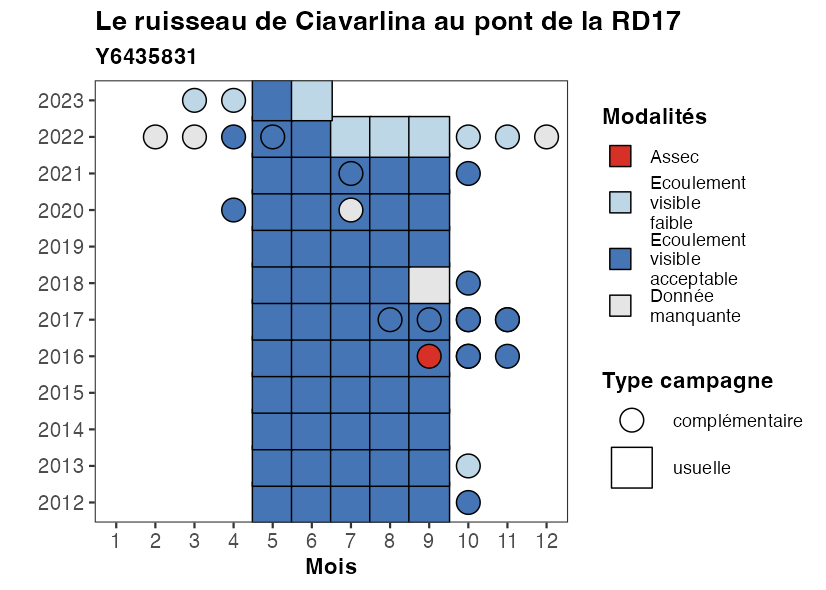 Le ruisseau de Ciavarlina au pont de la RD17
Y6435831
2023
2022
2021
2020
2019
2018
2017
2016
2015
2014
2013
2012
1 2 3 4 5 6 7 8 9 10 11 12
Mois
Modalités
Assec
Ecoulement
visible
faible
Ecoulement
visible
acceptable
Donnée
manquante
Type campagne
complémentaire
usuelle